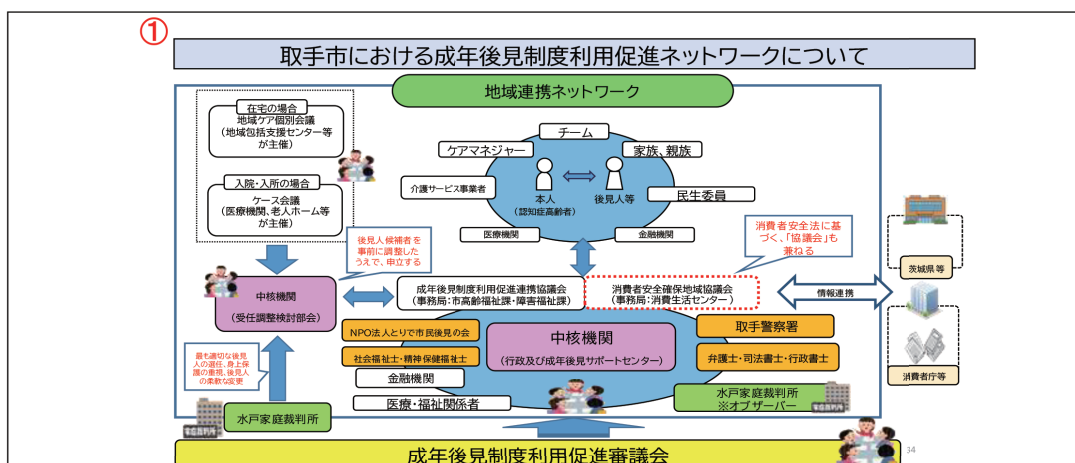 ①
取手市における成年後見制度利用促進ネットワークについて
地域連携ネットワーク
在宅の場合
地域ケア個別会議
(地域包括支援センター等
が主催)
入院・入所の場合
ケース会議
(医療機関、老人ホーム等
が主催)
チーム
ケアマネジャー
家族、親族
介護サービス事業者
本人
(認知症高齢者)
後見人等
民生委員
医療機関
金融機関
後見人候補者を
事前に調整した
うえで、申立する
消費者安全法に基
づく、「協議会」も
兼ねる
茨城県等
中核機関
(受任調整検討部会)
成年後見制度利用促進連携協議会
(事務局:市高齢福祉課・障害福祉課)
消費者安全確保地域協議会
(事務局:消費生活センター)
情報連携
NPO法人とりで市民後見の会
社会福祉士・精神保健福祉士
金融機関
医療・福祉関係者
中核機関
(行政及び成年後見サポートセンター)
取手警察署
弁護士・司法書士・行政書士
水戸家庭裁判所
※オブザーバー
家庭裁判所
消費者庁等
最も適切な後見
人の選任、身上保
護の重視、後見人
の柔軟な変更
家庭裁判所
水戸家庭裁判所
成年後見制度利用促進審議会
34